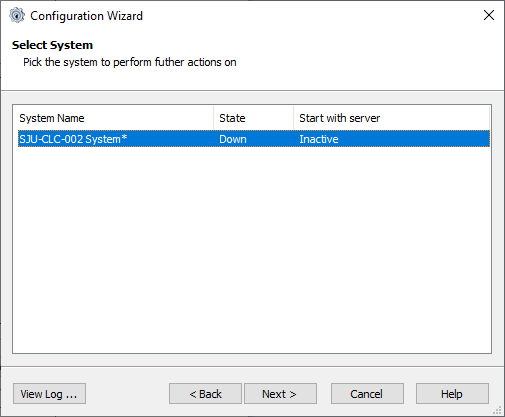 Configuration Wizard
Select System
Pick the system to perform futher actions on
System Name State Start with server
SJU-CLC-002 System* Down Inactive
View Log ... < Back Next > Cancel Help